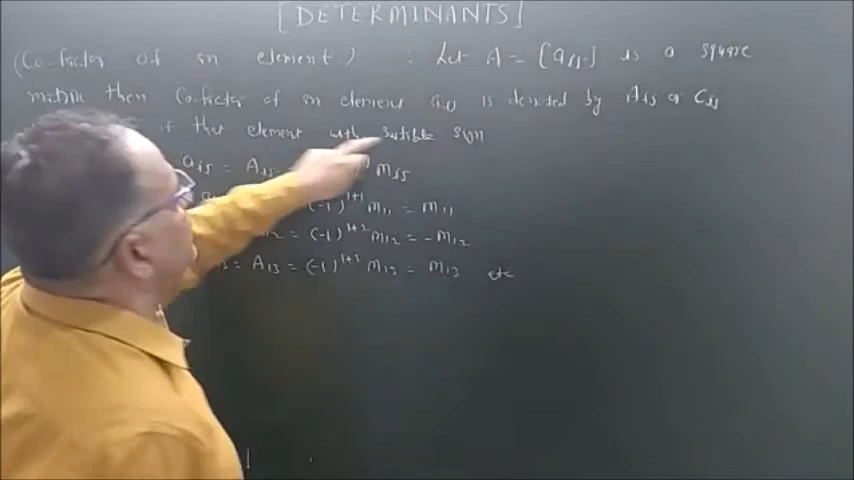 [DETERMINANTS]
(Co-factor of an element) : Let A = [aij] is a square
matrix then Co-factor of an element aij is denoted by Aij or Cij
if that element with suitable sign
aij = Aij Mij
(-1)^1+1 M11 = M11
= (-1)^1+2 M12 = -M12
= A13 = (-1)^1+3 M13 = M13 etc